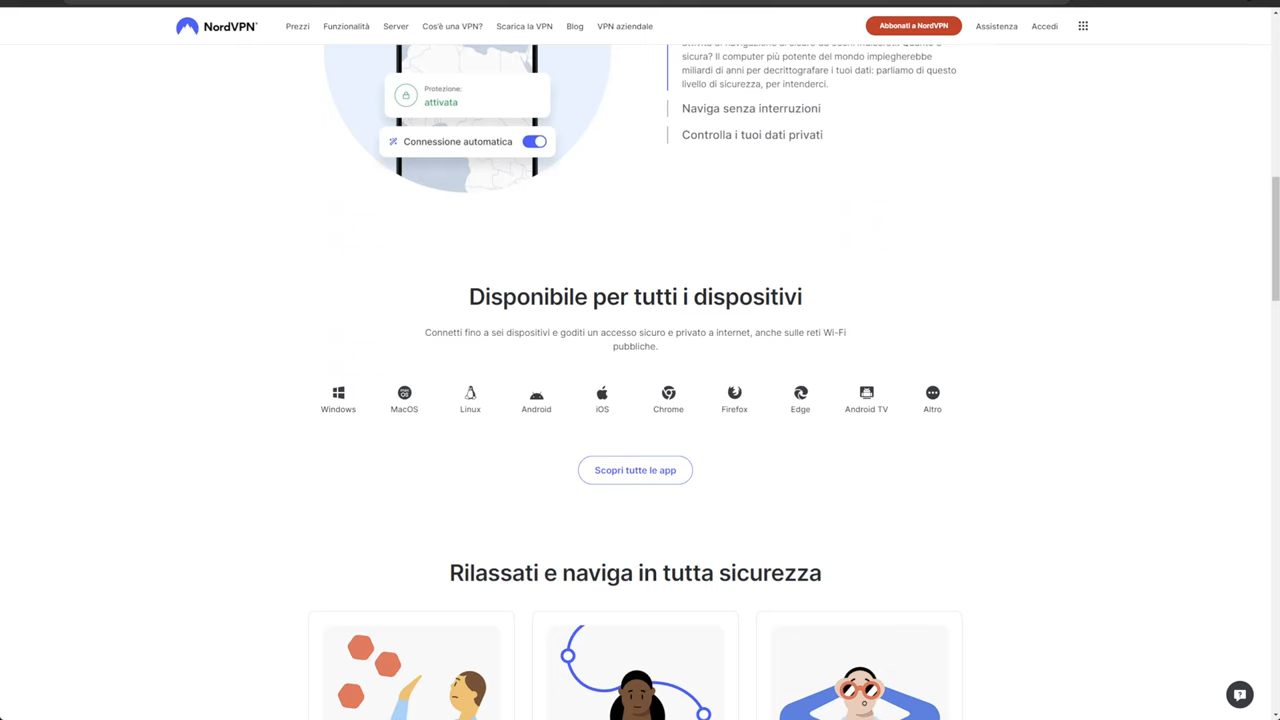 NordVPN®
Prezzi
Funzionalità
Server
Cos'è una VPN?
Scarica la VPN
Blog
VPN aziendale
Abbonati a NordVPN
Assistenza
Accedi
sicura? Il computer più potente del mondo impiegherebbe
miliardi di anni per decrittografare i tuoi dati: parliamo di questo
livello di sicurezza, per intenderci.
Naviga senza interruzioni
Controlla i tuoi dati privati
Protezione:
attivata
Connessione automatica
Disponibile per tutti i dispositivi
Connetti fino a sei dispositivi e goditi un accesso sicuro e privato a internet, anche sulle reti Wi-Fi
pubbliche.
Windows
MacOS
Linux
Android
iOS
Chrome
Firefox
Edge
Android TV
Altro
Scopri tutte le app
Rilassati e naviga in tutta sicurezza